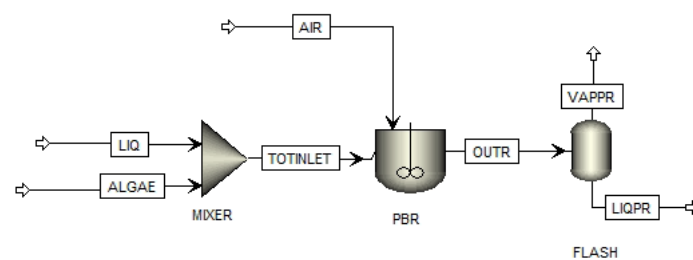 AIR
VAPPR
LIQ
TOTINLET
OUTR
ALGAE
LIQPR
MIXER
PBR
FLASH